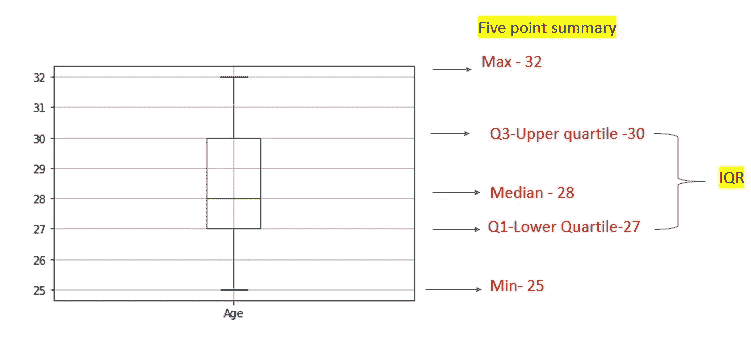 Five point summary
Max - 32
32
31
30
29
28
27
26
25
Age
Q3-Upper quartile -30
IQR
Median - 28
Q1-Lower Quartile-27
Min- 25